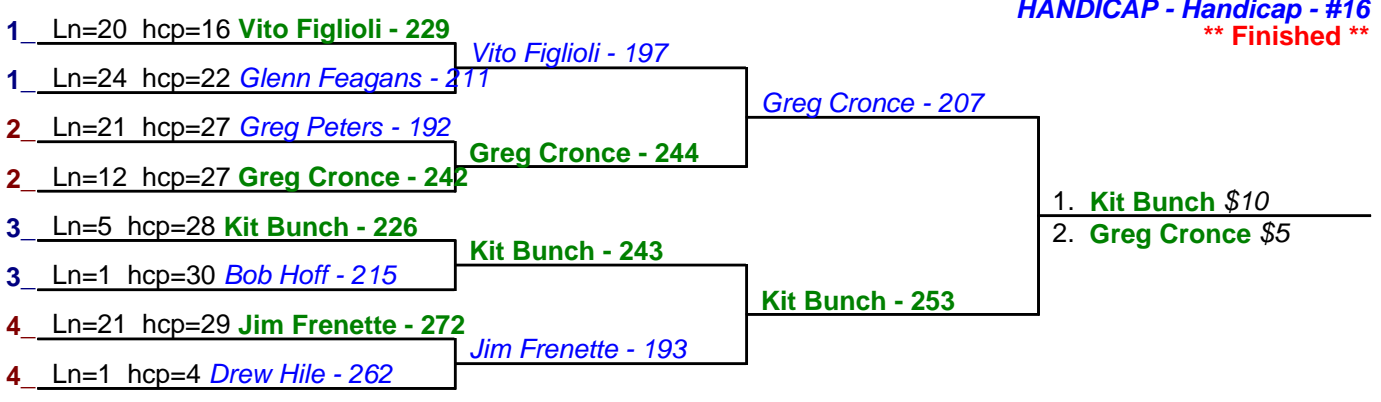 HANDICAP - Handicap - #16
** Finished **
1_ Ln=20 hcp=16 Vito Figlioli - 229
1_ Ln=24 hcp=22 Glenn Feagans - 211
2_ Ln=21 hcp=27 Greg Peters - 192
2_ Ln=12 hcp=27 Greg Cronce - 242
3_ Ln=5 hcp=28 Kit Bunch - 226
3_ Ln=1 hcp=30 Bob Hoff - 215
4_ Ln=21 hcp=29 Jim Frenette - 272
4_ Ln=1 hcp=4 Drew Hile - 262
Vito Figlioli - 197
Greg Cronce - 244
Kit Bunch - 243
Jim Frenette - 193
Greg Cronce - 207
Kit Bunch - 253
1. Kit Bunch $10
2. Greg Cronce $5